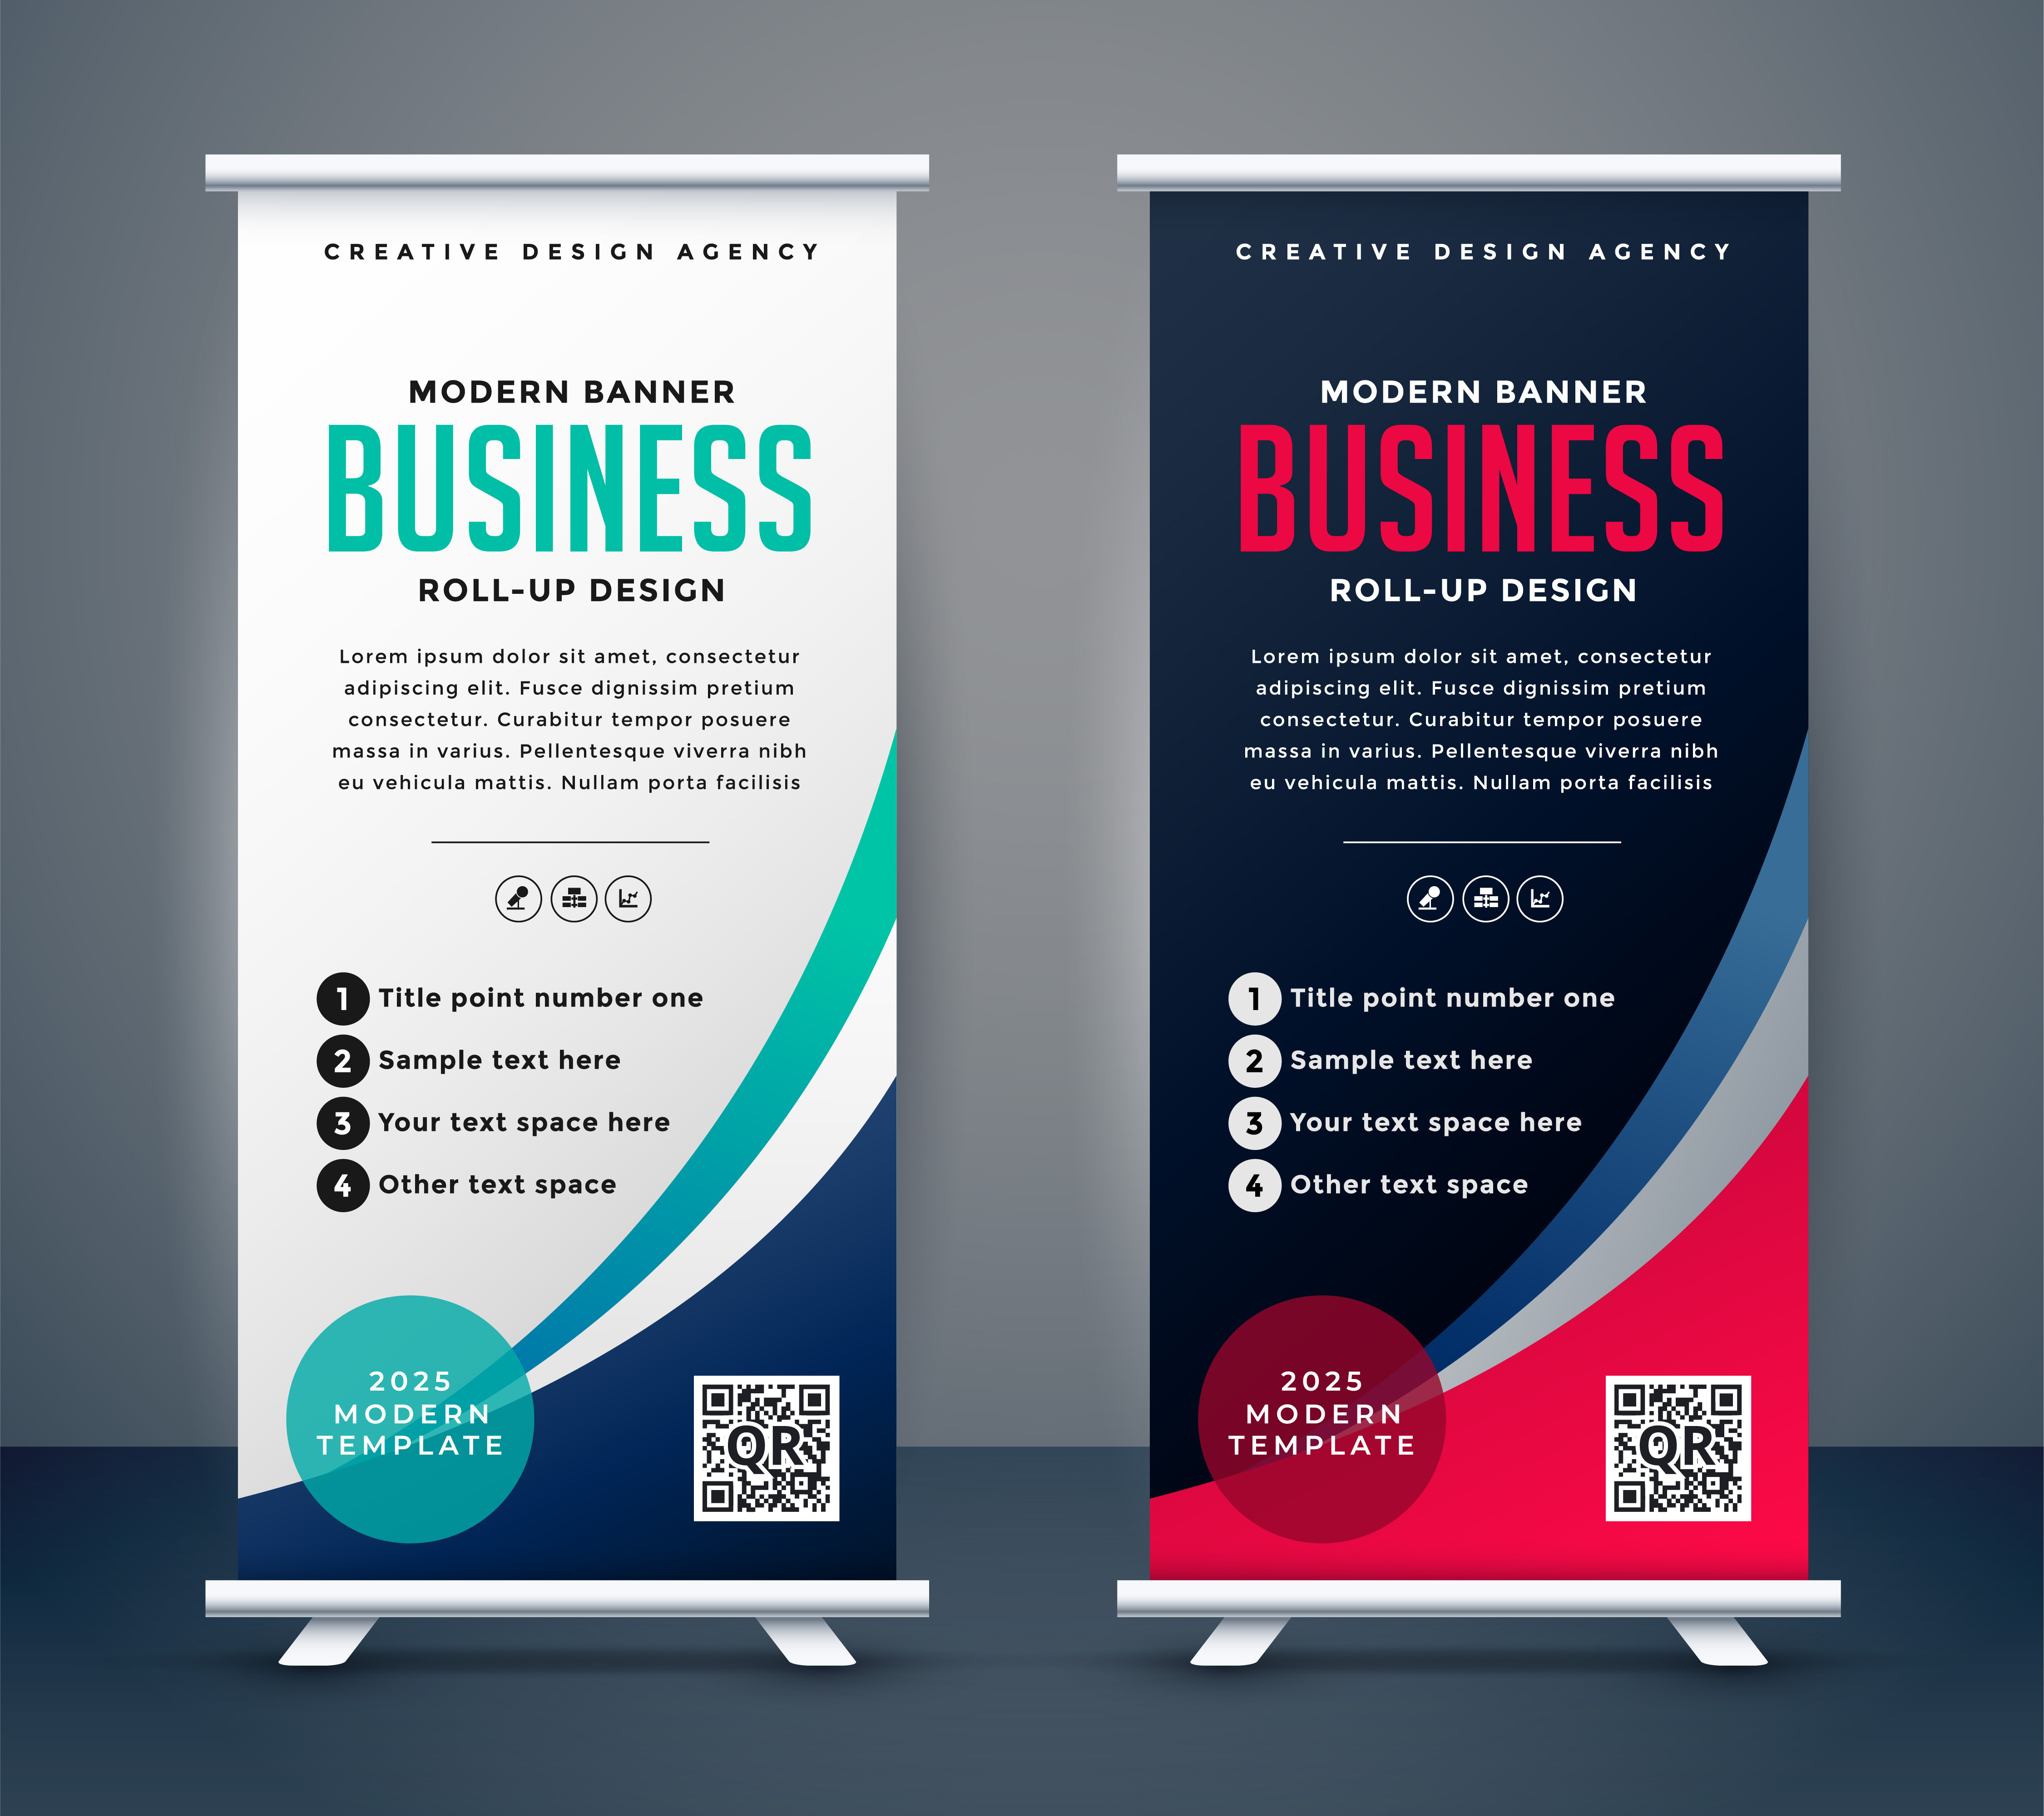 CREATIVE DESIGN AGENCY
MODERN BANNER
BUSINESS
ROLL-UP DESIGN
Lorem ipsum dolor sit amet, consectetur
adipiscing elit. Fusce dignissim pretium
consectetur. Curabitur tempor posuere
massa in varius. Pellentesque viverra nibh
eu vehicula mattis. Nullam porta facilisis
1 Title point number one
2 Sample text here
3 Your text space here
4 Other text space
2025
MODERN
TEMPLATE
QR
CREATIVE DESIGN AGENCY
MODERN BANNER
BUSINESS
ROLL-UP DESIGN
Lorem ipsum dolor sit amet, consectetur
adipiscing elit. Fusce dignissim pretium
consectetur. Curabitur tempor posuere
massa in varius. Pellentesque viverra nibh
eu vehicula mattis. Nullam porta facilisis
1 Title point number one
2 Sample text here
3 Your text space here
4 Other text space
2025
MODERN
TEMPLATE
QR